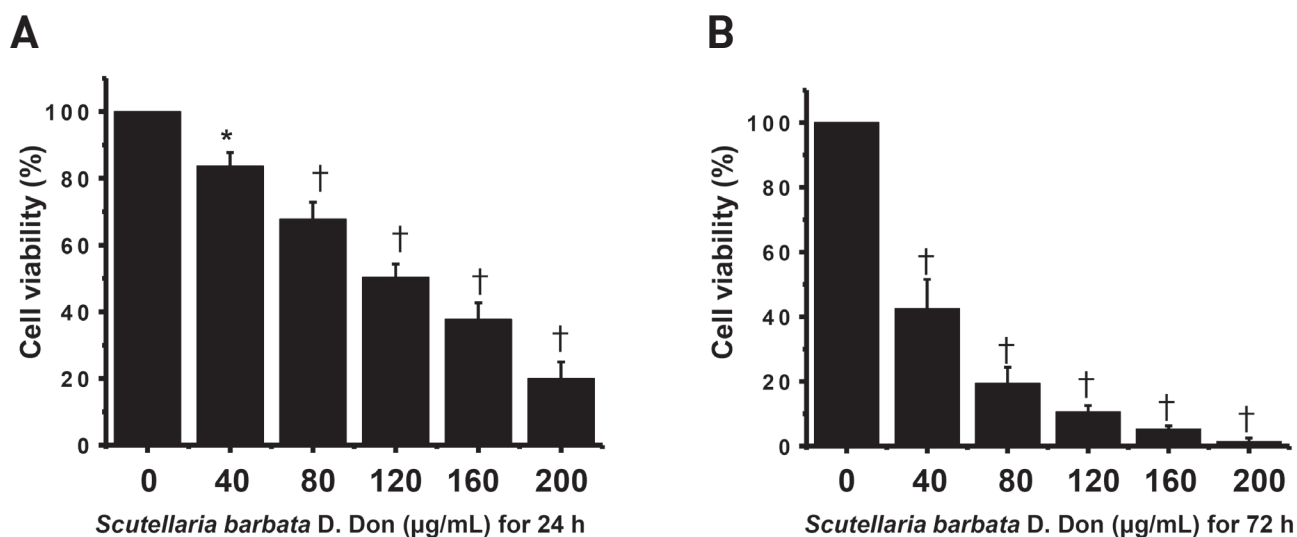 A
Cell viability (%)
100
80
60
40
20
0
*
†
†
†
†
0 40 80 120 160 200
Scutellaria barbata D. Don (µg/mL) for 24 h
B
Cell viability (%)
100
80
60
40
20
0
†
†
†
†
†
0 40 80 120 160 200
Scutellaria barbata D. Don (µg/mL) for 72 h